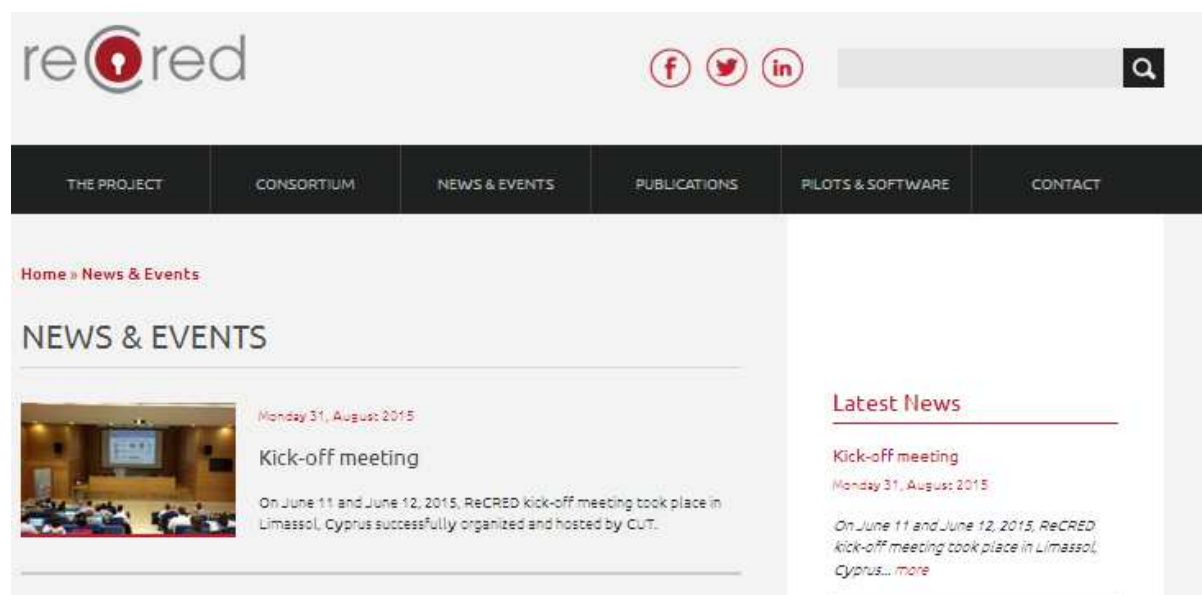 reCred
THE PROJECT
CONSORTIUM
NEWS & EVENTS
PUBLICATIONS
PILOTS & SOFTWARE
CONTACT
Home » News & Events
NEWS & EVENTS
Monday 31, August 2015
Kick-off meeting
On June 11 and June 12, 2015, ReCRED kick-off meeting took place in
Limassol, Cyprus successfully organized and hosted by CUT.
Latest News
Kick-off meeting
Monday 31, August 2015
On June 11 and June 12, 2015, ReCRED
kick-off meeting took place in Limassol,
Cyprus... more